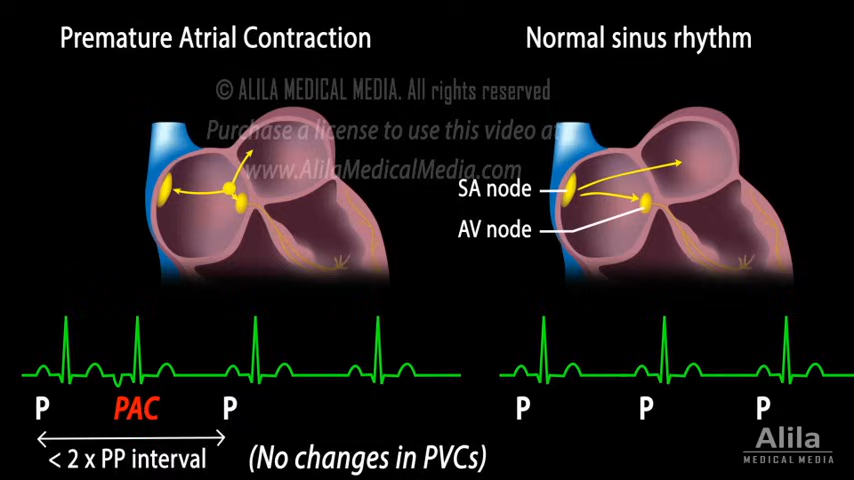 Premature Atrial Contraction
Normal sinus rhythm
© ALILA MEDICAL MEDIA. All rights reserved
Purchase a license to use this video at
www.AlilaMedicalMedia.com
SA node
AV node
P PAC P
P P P
< 2 x PP interval
(No changes in PVCs)
Alila
MEDICAL MEDIA